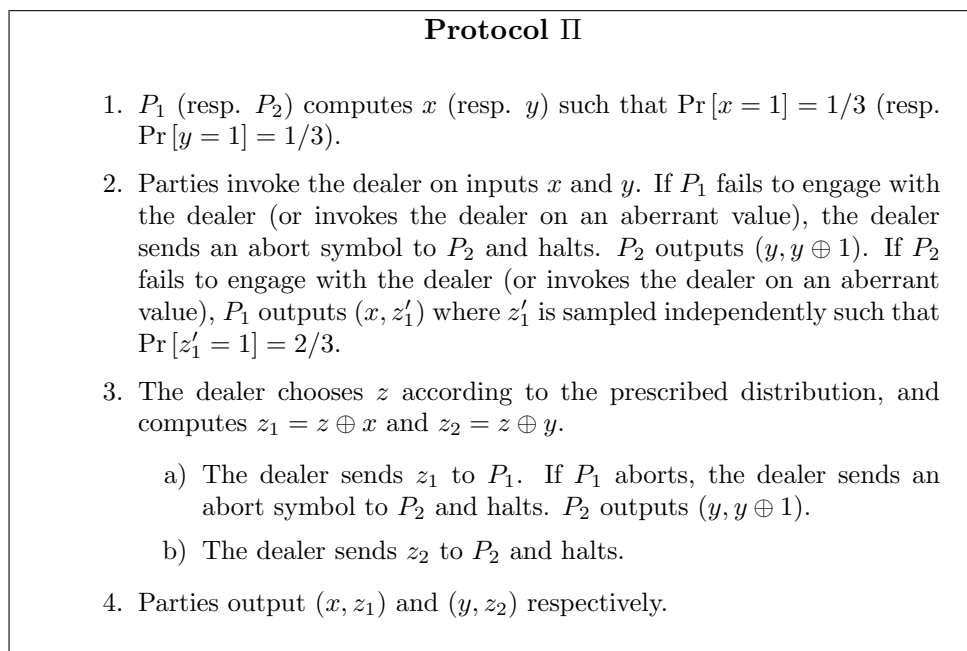 Protocol Π
1. P₁ (resp. P₂) computes x (resp. y) such that Pr [x = 1] = 1/3 (resp.
Pr [y = 1] = 1/3).
2. Parties invoke the dealer on inputs x and y. If P₁ fails to engage with
the dealer (or invokes the dealer on an aberrant value), the dealer
sends an abort symbol to P₂ and halts. P₂ outputs (y, y ⊕ 1). If P₂
fails to engage with the dealer (or invokes the dealer on an aberrant
value), P₁ outputs (x, z′₁) where z′₁ is sampled independently such that
Pr [z′₁ = 1] = 2/3.
3. The dealer chooses z according to the prescribed distribution, and
computes z₁ = z ⊕ x and z₂ = z ⊕ y.
a) The dealer sends z₁ to P₁. If P₁ aborts, the dealer sends an
abort symbol to P₂ and halts. P₂ outputs (y, y ⊕ 1).
b) The dealer sends z₂ to P₂ and halts.
4. Parties output (x, z₁) and (y, z₂) respectively.